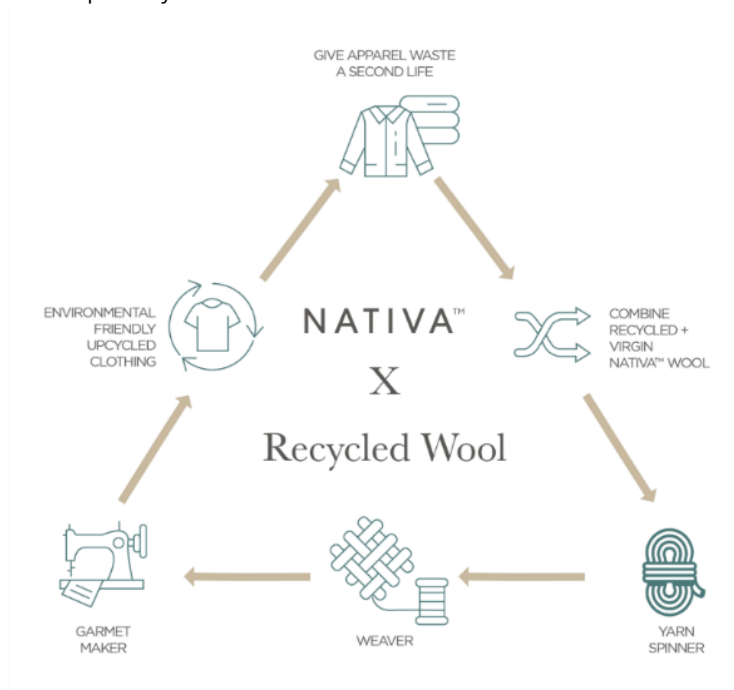 GIVE APPAREL WASTE
A SECOND LIFE
ENVIRONMENTAL
FRIENDLY
UPCYCLED
CLOTHING
NATIVA™
X
Recycled Wool
COMBINE
RECYCLED +
VIRGIN
NATIVA™ WOOL
GARMET
MAKER
WEAVER
YARN
SPINNER